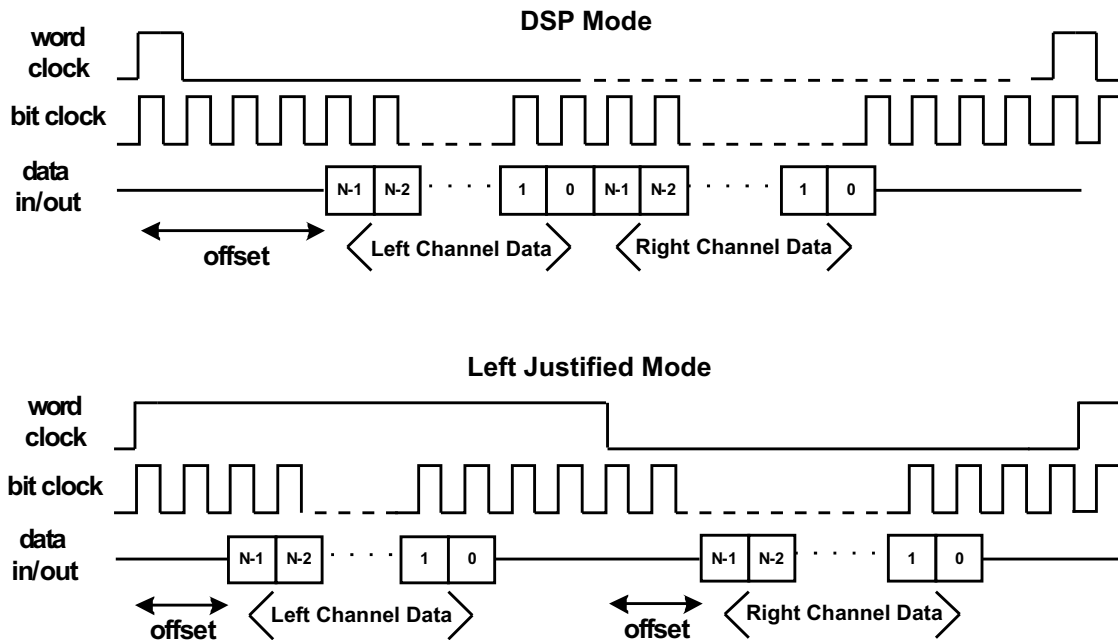 DSP Mode
word
clock
bit clock
data
in/out
N-1 N-2 1 0 N-1 N-2 1 0
offset
Left Channel Data
Right Channel Data
Left Justified Mode
word
clock
bit clock
data
in/out
N-1 N-2 1 0 N-1 N-2 1 0
offset
Left Channel Data
offset
Right Channel Data